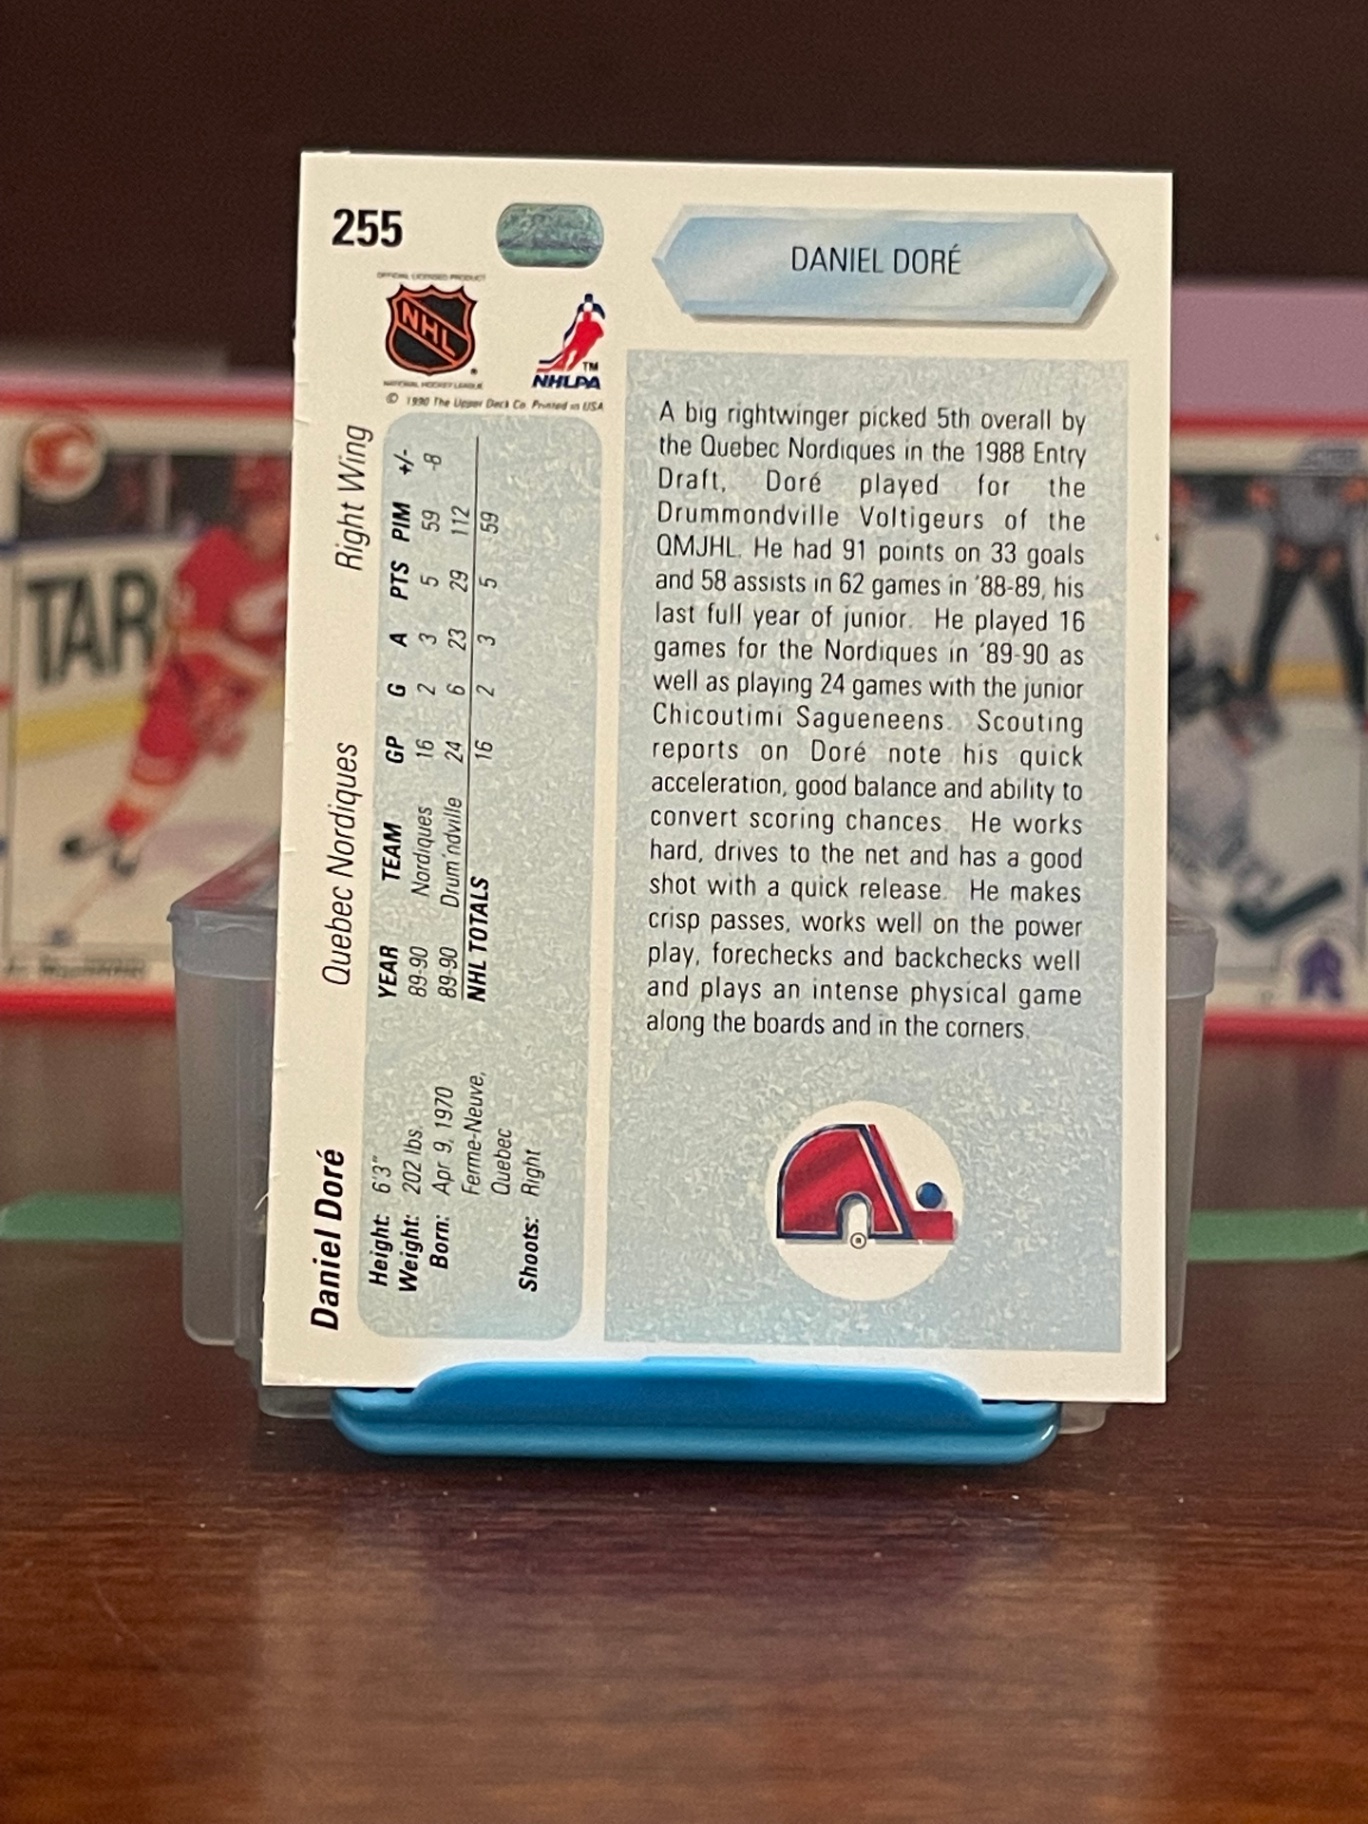 255
OFFICIAL LICENSED PRODUCT
NHL
NATIONAL HOCKEY LEAGUE
TM
NHLPA
© 1990 The Upper Deck Co. Printed in USA
DANIEL DORÉ
A big rightwinger picked 5th overall by
the Quebec Nordiques in the 1988 Entry
Draft, Doré played for the
Drummondville Voltigeurs of the
QMJHL. He had 91 points on 33 goals
and 58 assists in 62 games in '88-89, his
last full year of junior. He played 16
games for the Nordiques in '89-90 as
well as playing 24 games with the junior
Chicoutimi Sagueneens. Scouting
reports on Doré note his quick
acceleration, good balance and ability to
convert scoring chances. He works
hard, drives to the net and has a good
shot with a quick release. He makes
crisp passes, works well on the power
play, forechecks and backchecks well
and plays an intense physical game
along the boards and in the corners.
Daniel Doré Quebec Nordiques Right Wing
Height: 6'3"
Weight: 202 lbs.
Born: Apr 9, 1970
Ferme-Neuve,
Quebec
Shoots: Right
YEAR TEAM GP G A PTS PIM +/-
89-90 Nordiques 16 2 3 5 59 -8
89-90 Drum'ndville 24 6 23 29 112
NHL TOTALS 16 2 3 5 59
TAR